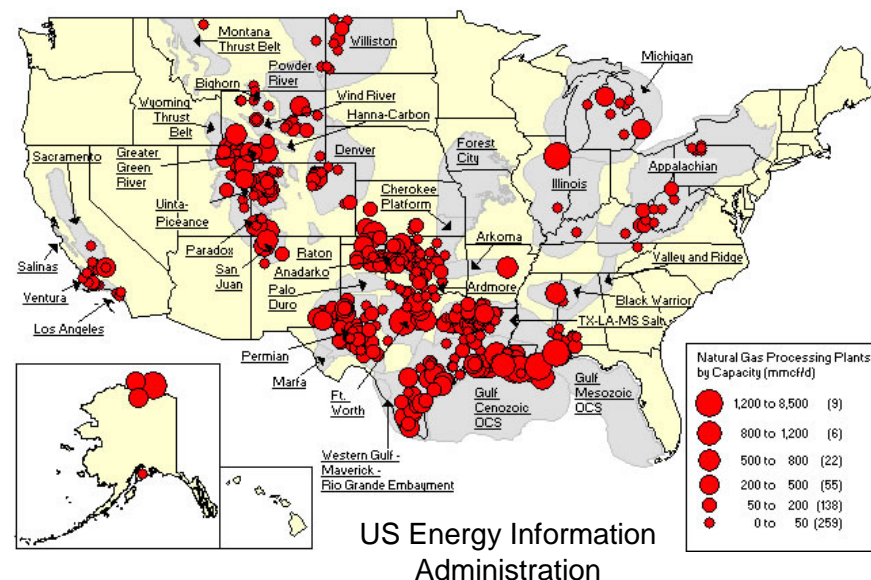 Montana
Thrust Belt
Williston
Michigan
Powder
River
Bighorn
Wind River
Wyoming
Thrust
Belt
Hanna-Carbon
Forest
City
Sacramento
Greater
Green
River
Denver
Appalachian
Illinois
Cherokee
Platform
Uinta-
Piceance
Arkoma
Paradox
Raton
Salinas
San
Juan
Anadarko
Valley and Ridge
Ventura
Palo
Duro
Ardmore
Black Warrior
Los Angeles
TX-LA-MS Salt
Permian
Marfa
Ft.
Worth
Gulf
Cenozoic
OCS
Gulf
Mesozoic
OCS
Western Gulf -
Maverick -
Rio Grande Embayment
Natural Gas Processing Plants
by Capacity (mmcf/d)
1,200 to 8,500 (9)
800 to 1,200 (6)
500 to 800 (22)
200 to 500 (55)
50 to 200 (138)
0 to 50 (259)
US Energy Information
Administration